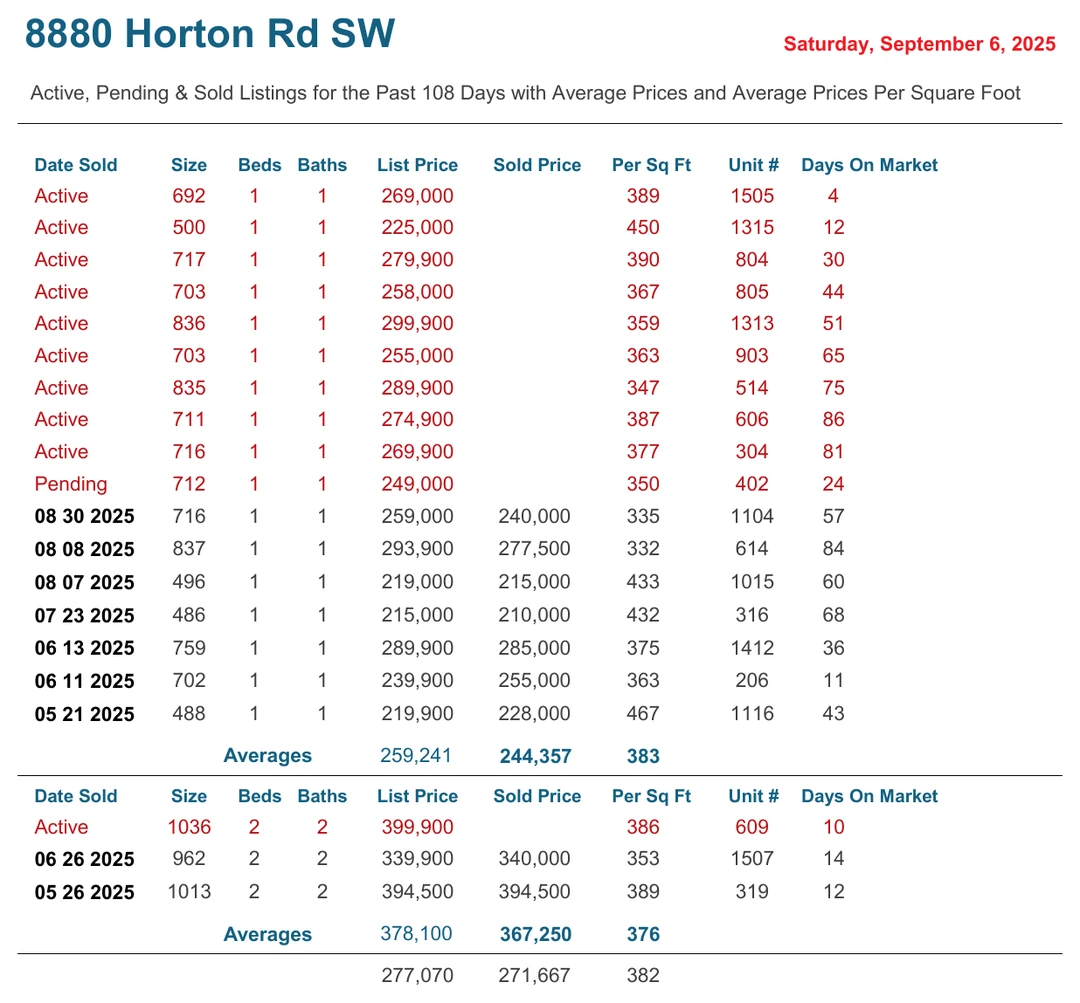 8880 Horton Rd SW
Saturday, September 6, 2025
Active, Pending & Sold Listings for the Past 108 Days with Average Prices and Average Prices Per Square Foot
Date Sold Size Beds Baths List Price Sold Price Per Sq Ft Unit # Days On Market
Active 692 1 1 269,000 389 1505 4
Active 500 1 1 225,000 450 1315 12
Active 717 1 1 279,900 390 804 30
Active 703 1 1 258,000 367 805 44
Active 836 1 1 299,900 359 1313 51
Active 703 1 1 255,000 363 903 65
Active 835 1 1 289,900 347 514 75
Active 711 1 1 274,900 387 606 86
Active 716 1 1 269,900 377 304 81
Pending 712 1 1 249,000 350 402 24
08 30 2025 716 1 1 259,000 240,000 335 1104 57
08 08 2025 837 1 1 293,900 277,500 332 614 84
08 07 2025 496 1 1 219,000 215,000 433 1015 60
07 23 2025 486 1 1 215,000 210,000 432 316 68
06 13 2025 759 1 1 289,900 285,000 375 1412 36
06 11 2025 702 1 1 239,900 255,000 363 206 11
05 21 2025 488 1 1 219,900 228,000 467 1116 43
Averages 259,241 244,357 383
Date Sold Size Beds Baths List Price Sold Price Per Sq Ft Unit # Days On Market
Active 1036 2 2 399,900 386 609 10
06 26 2025 962 2 2 339,900 340,000 353 1507 14
05 26 2025 1013 2 2 394,500 394,500 389 319 12
Averages 378,100 367,250 376
277,070 271,667 382